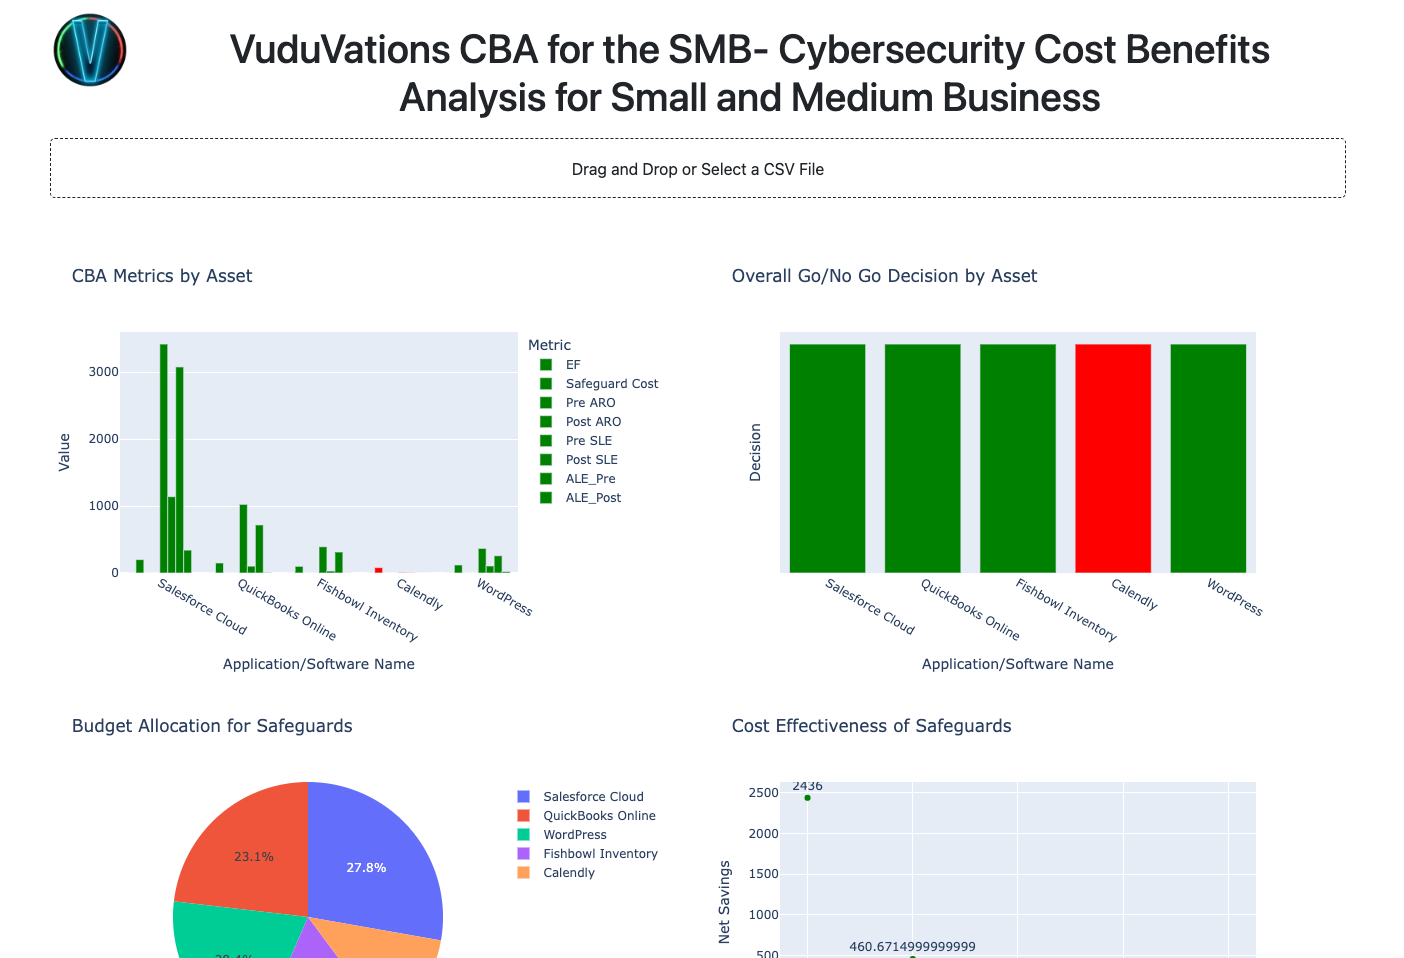 V
VuduVations CBA for the SMB- Cybersecurity Cost Benefits
Analysis for Small and Medium Business
Drag and Drop or Select a CSV File
CBA Metrics by Asset
Value
3000
2000
1000
0
Salesforce Cloud
QuickBooks Online
Fishbowl Inventory
Calendly
WordPress
Application/Software Name
Metric
EF
Safeguard Cost
Pre ARO
Post ARO
Pre SLE
Post SLE
ALE_Pre
ALE_Post
Overall Go/No Go Decision by Asset
Decision
Salesforce Cloud
QuickBooks Online
Fishbowl Inventory
Calendly
WordPress
Application/Software Name
Budget Allocation for Safeguards
23.1%
27.8%
Salesforce Cloud
QuickBooks Online
WordPress
Fishbowl Inventory
Calendly
Cost Effectiveness of Safeguards
Net Savings
2500
2000
1500
1000
500
2436
460.6714999999999